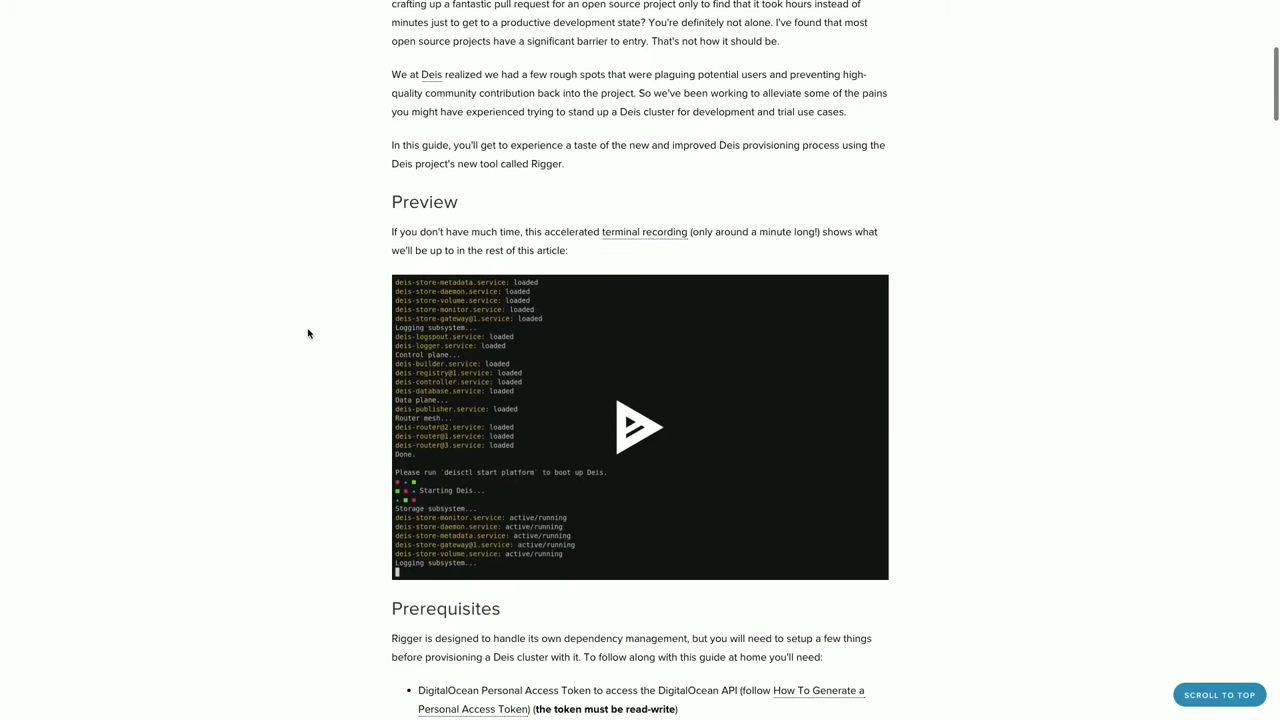 crafting up a fantastic pull request for an open source project only to find that it took hours instead of
minutes just to get to a productive development state? You're definitely not alone. I've found that most
open source projects have a significant barrier to entry. That's not how it should be.
We at Deis realized we had a few rough spots that were plaguing potential users and preventing high-
quality community contribution back into the project. So we've been working to alleviate some of the pains
you might have experienced trying to stand up a Deis cluster for development and trial use cases.
In this guide, you'll get to experience a taste of the new and improved Deis provisioning process using the
Deis project's new tool called Rigger.
Preview
If you don't have much time, this accelerated terminal recording (only around a minute long!) shows what
we'll be up to in the rest of this article:
deis-store-metadata.service: loaded
deis-store-daemon.service: loaded
deis-store-volume.service: loaded
deis-store-monitor.service: loaded
deis-store-gateway@1.service: loaded
Logging subsystem...
deis-logspout.service: loaded
deis-logger.service: loaded
Control plane...
deis-builder.service: loaded
deis-registry@1.service: loaded
deis-controller.service: loaded
deis-database.service: loaded
Data plane...
deis-publisher.service: loaded
Router mesh...
deis-router@2.service: loaded
deis-router@1.service: loaded
deis-router@3.service: loaded
Done.
Please run `deisctl start platform` to boot up Deis.
Starting Deis...
Storage subsystem...
deis-store-monitor.service: active/running
deis-store-daemon.service: active/running
deis-store-metadata.service: active/running
deis-store-gateway@1.service: active/running
deis-store-volume.service: active/running
Logging subsystem...
Prerequisites
Rigger is designed to handle its own dependency management, but you will need to setup a few things
before provisioning a Deis cluster with it. To follow along with this guide at home you'll need:
• DigitalOcean Personal Access Token to access the DigitalOcean API (follow How To Generate a
Personal Access Token) (the token must be read-write)
SCROLL TO TOP